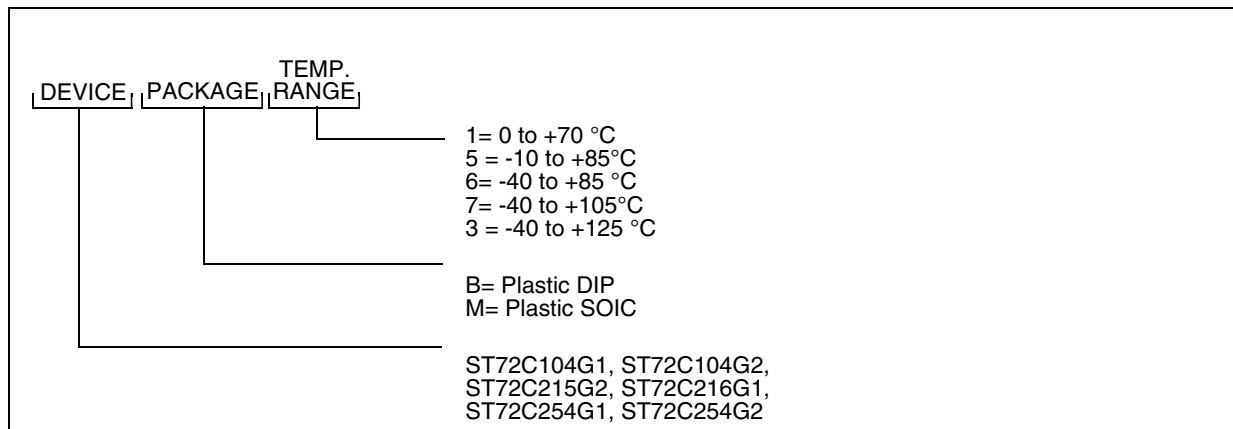 TEMP.
DEVICE PACKAGE RANGE
1= 0 to +70 °C
5 = -10 to +85°C
6= -40 to +85 °C
7= -40 to +105°C
3 = -40 to +125 °C
B= Plastic DIP
M= Plastic SOIC
ST72C104G1, ST72C104G2,
ST72C215G2, ST72C216G1,
ST72C254G1, ST72C254G2